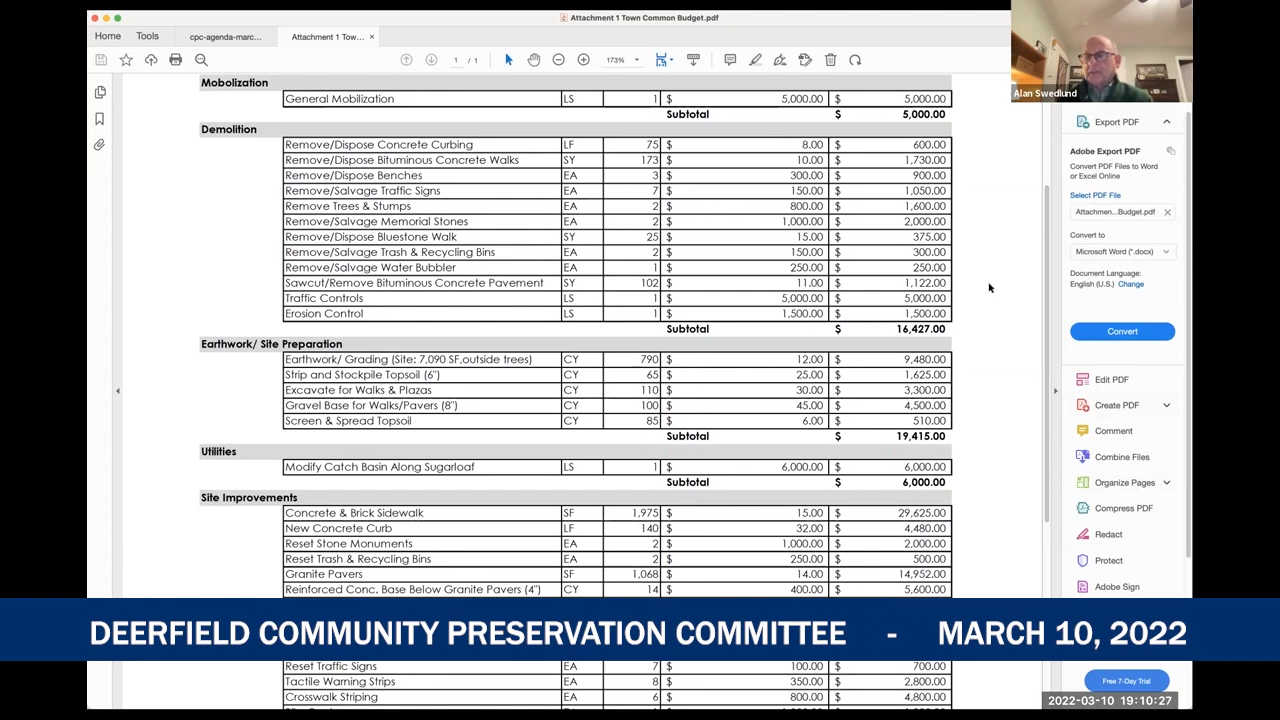 Attachment 1 Town Common Budget.pdf
Home Tools cpc-agenda-marc... Attachment 1 Tow... ×
1 / 1 173%
Alan Swedlund
Mobolization
General Mobilization LS 1 $ 5,000.00 $ 5,000.00
Subtotal $ 5,000.00
Demolition
Remove/Dispose Concrete Curbing LF 75 $ 8.00 $ 600.00
Remove/Dispose Bituminous Concrete Walks SY 173 $ 10.00 $ 1,730.00
Remove/Dispose Benches EA 3 $ 300.00 $ 900.00
Remove/Salvage Traffic Signs EA 7 $ 150.00 $ 1,050.00
Remove Trees & Stumps EA 2 $ 800.00 $ 1,600.00
Remove/Salvage Memorial Stones EA 2 $ 1,000.00 $ 2,000.00
Remove/Dispose Bluestone Walk SY 25 $ 15.00 $ 375.00
Remove/Salvage Trash & Recycling Bins EA 2 $ 150.00 $ 300.00
Remove/Salvage Water Bubbler EA 1 $ 250.00 $ 250.00
Sawcut/Remove Bituminous Concrete Pavement SY 102 $ 11.00 $ 1,122.00
Traffic Controls LS 1 $ 5,000.00 $ 5,000.00
Erosion Control LS 1 $ 1,500.00 $ 1,500.00
Subtotal $ 16,427.00
Earthwork/ Site Preparation
Earthwork/ Grading (Site: 7,090 SF,outside trees) CY 790 $ 12.00 $ 9,480.00
Strip and Stockpile Topsoil (6") CY 65 $ 25.00 $ 1,625.00
Excavate for Walks & Plazas CY 110 $ 30.00 $ 3,300.00
Gravel Base for Walks/Pavers (8") CY 100 $ 45.00 $ 4,500.00
Screen & Spread Topsoil CY 85 $ 6.00 $ 510.00
Subtotal $ 19,415.00
Utilities
Modify Catch Basin Along Sugarloaf LS 1 $ 6,000.00 $ 6,000.00
Subtotal $ 6,000.00
Site Improvements
Concrete & Brick Sidewalk SF 1,975 $ 15.00 $ 29,625.00
New Concrete Curb LF 140 $ 32.00 $ 4,480.00
Reset Stone Monuments EA 2 $ 1,000.00 $ 2,000.00
Reset Trash & Recycling Bins EA 2 $ 250.00 $ 500.00
Granite Pavers SF 1,068 $ 14.00 $ 14,952.00
Reinforced Conc. Base Below Granite Pavers (4") CY 14 $ 400.00 $ 5,600.00
DEERFIELD COMMUNITY PRESERVATION COMMITTEE - MARCH 10, 2022
Reset Traffic Signs EA 7 $ 100.00 $ 700.00
Tactile Warning Strips EA 8 $ 350.00 $ 2,800.00
Crosswalk Striping EA 6 $ 800.00 $ 4,800.00
Export PDF
Adobe Export PDF
Convert PDF Files to Word
or Excel Online
Select PDF File
Attachmen...Budget.pdf ×
Convert to
Microsoft Word (*.docx)
Document Language:
English (U.S.) Change
Convert
Edit PDF
Create PDF
Comment
Combine Files
Organize Pages
Compress PDF
Redact
Protect
Adobe Sign
Free 7-Day Trial
2022-03-10 19:10:27